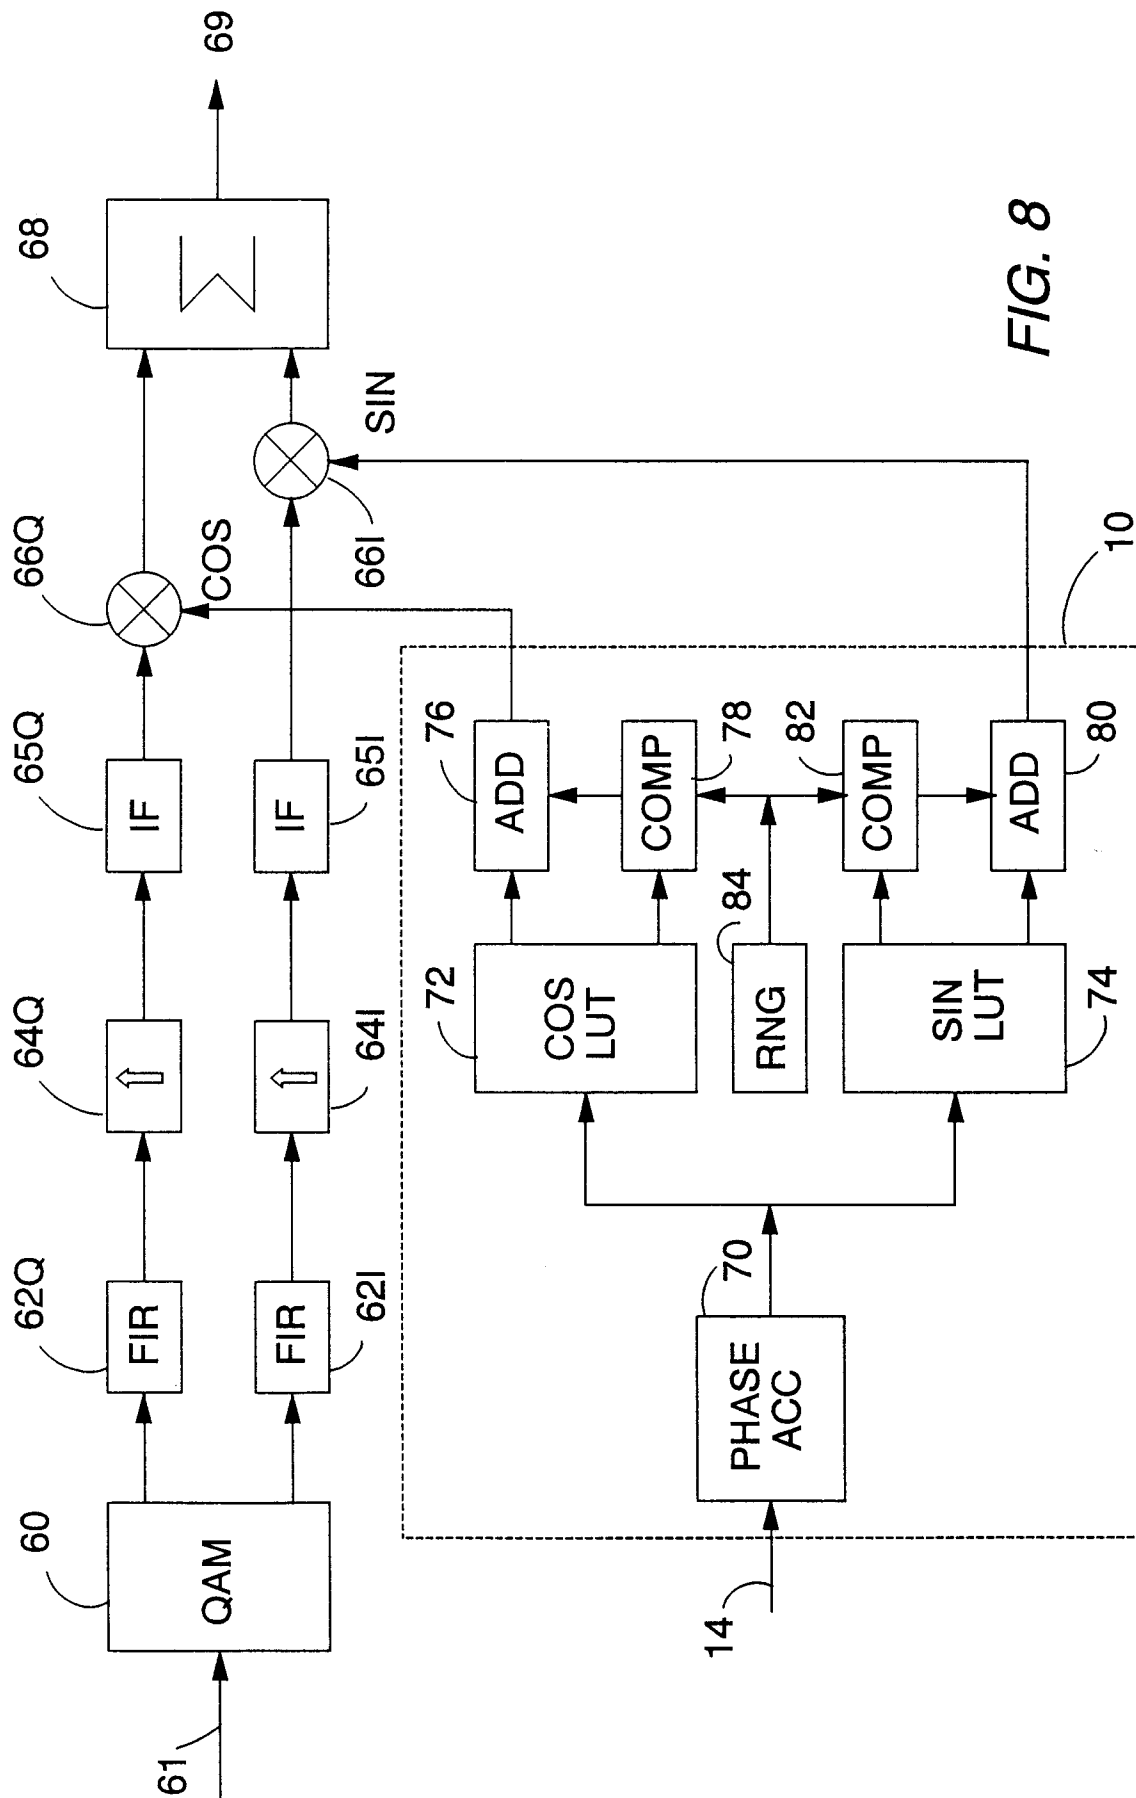 61
60
QAM
62Q
FIR
62I
FIR
64Q
64I
65Q
IF
65I
IF
66Q
COS
66I
SIN
68
Σ
69
14
70
PHASE
ACC
72
COS
LUT
84
RNG
SIN
LUT
74
76
ADD
COMP
78
82
COMP
ADD
80
10
FIG. 8